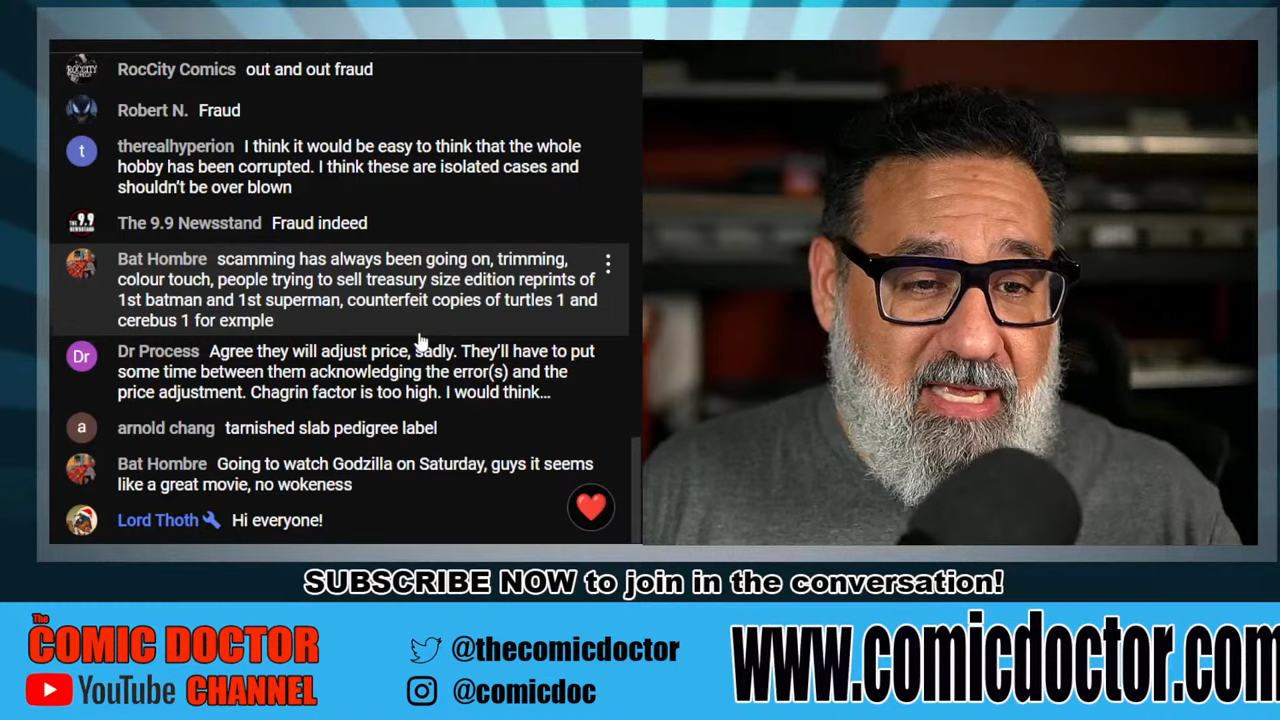 RocCity Comics out and out fraud
Robert N. Fraud
t
therealhyperion I think it would be easy to think that the whole
hobby has been corrupted. I think these are isolated cases and
shouldn't be over blown
The 9.9 Newsstand Fraud indeed
Bat Hombre scamming has always been going on, trimming,
colour touch, people trying to sell treasury size edition reprints of
1st batman and 1st superman, counterfeit copies of turtles 1 and
cerebus 1 for exmple
Dr
Dr Process Agree they will adjust price, sadly. They'll have to put
some time between them acknowledging the error(s) and the
price adjustment. Chagrin factor is too high. I would think...
a
arnold chang tarnished slab pedigree label
Bat Hombre Going to watch Godzilla on Saturday, guys it seems
like a great movie, no wokeness
Lord Thoth Hi everyone!
SUBSCRIBE NOW to join in the conversation!
The
COMIC DOCTOR
YouTube CHANNEL
@thecomicdoctor
@comicdoc
www.comicdoctor.com